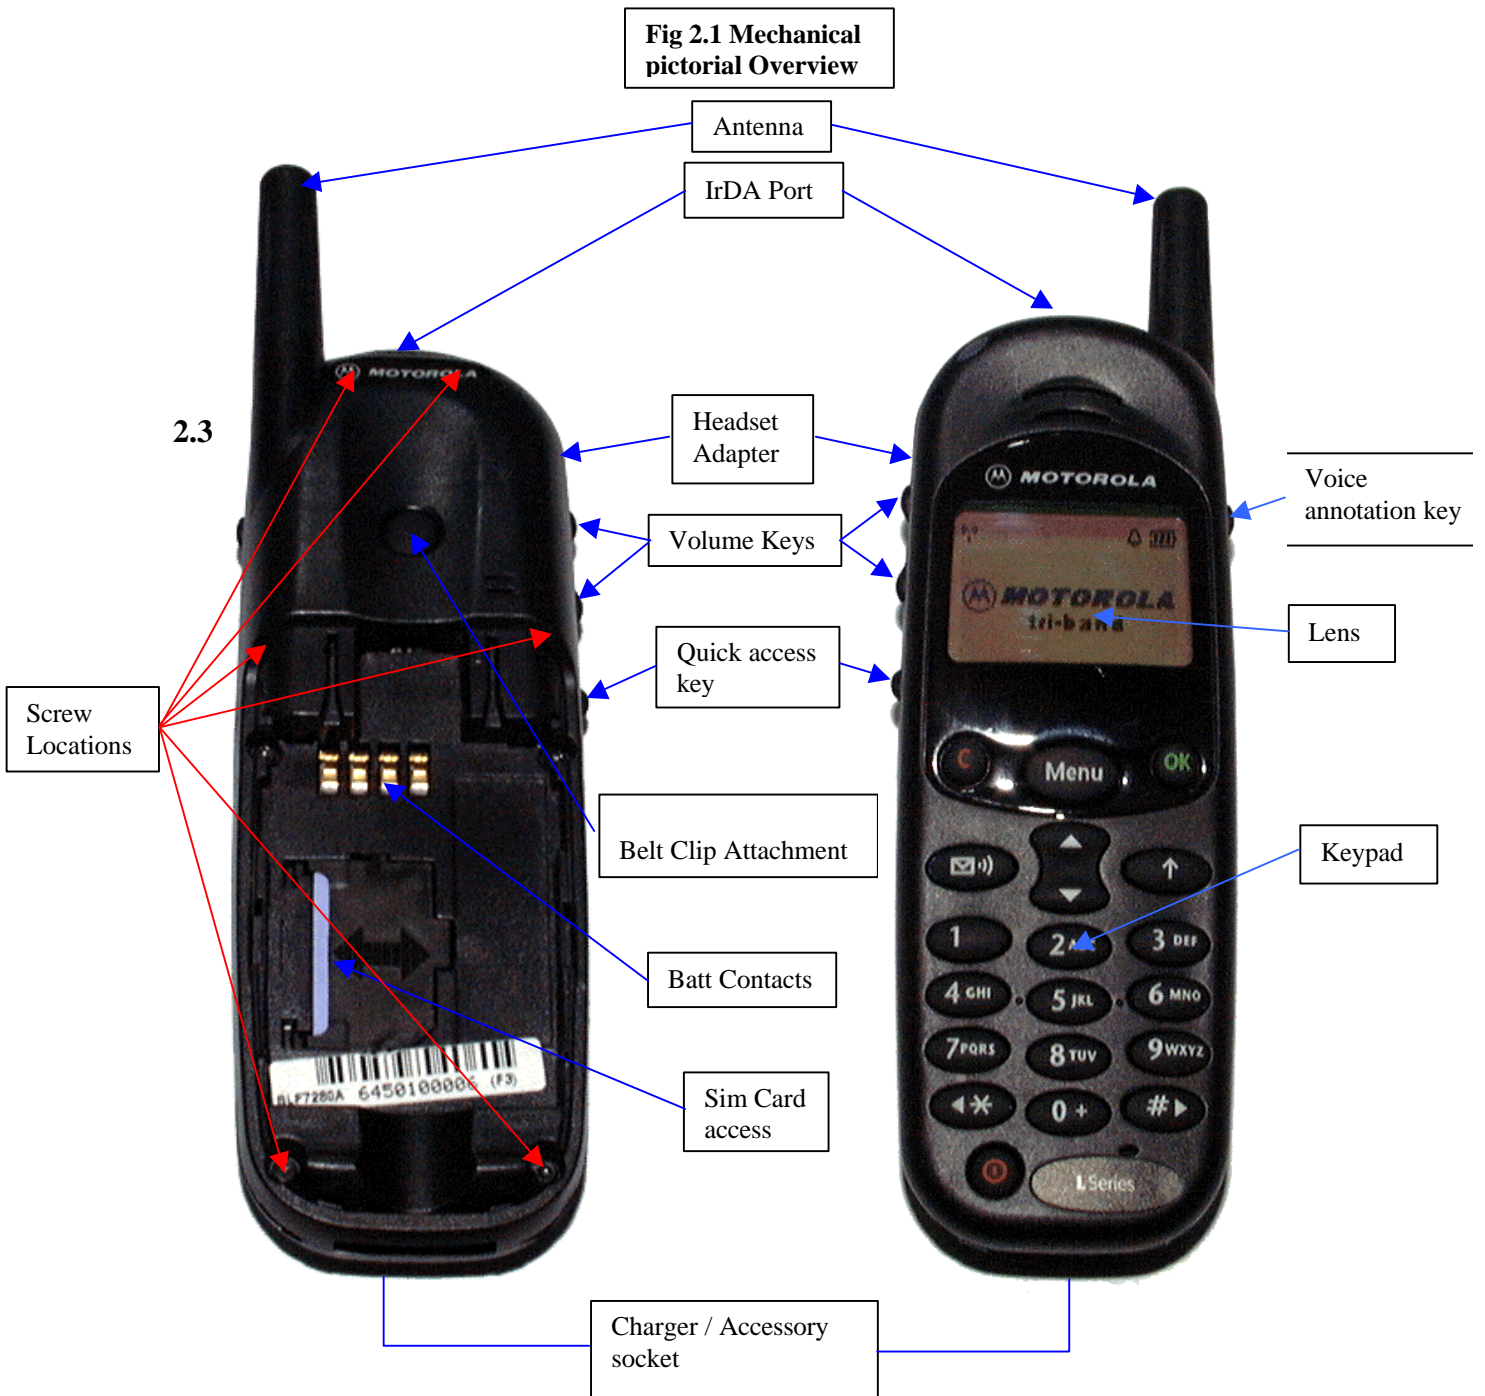 Fig 2.1 Mechanical
pictorial Overview
Antenna
IrDA Port
MOTOROLA
2.3
Headset
Adapter
MOTOROLA
Voice
annotation key
Volume Keys
MOTOROLA
tri-band
Lens
Quick access
key
Screw
Locations
C
Menu
OK
Belt Clip Attachment
Keypad
1
2 ABC
3 DEF
Batt Contacts
4 GHI
5 JKL
6 MNO
7 PQRS
8 TUV
9 WXYZ
6450100006 (F3)
Sim Card
access
*
0 +
#
L Series
Charger / Accessory
socket